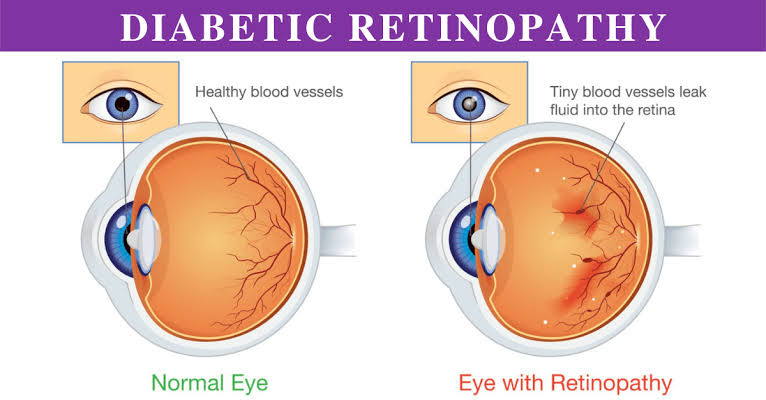 DIABETIC RETINOPATHY
Healthy blood vessels
Tiny blood vessels leak
fluid into the retina
Normal Eye
Eye with Retinopathy